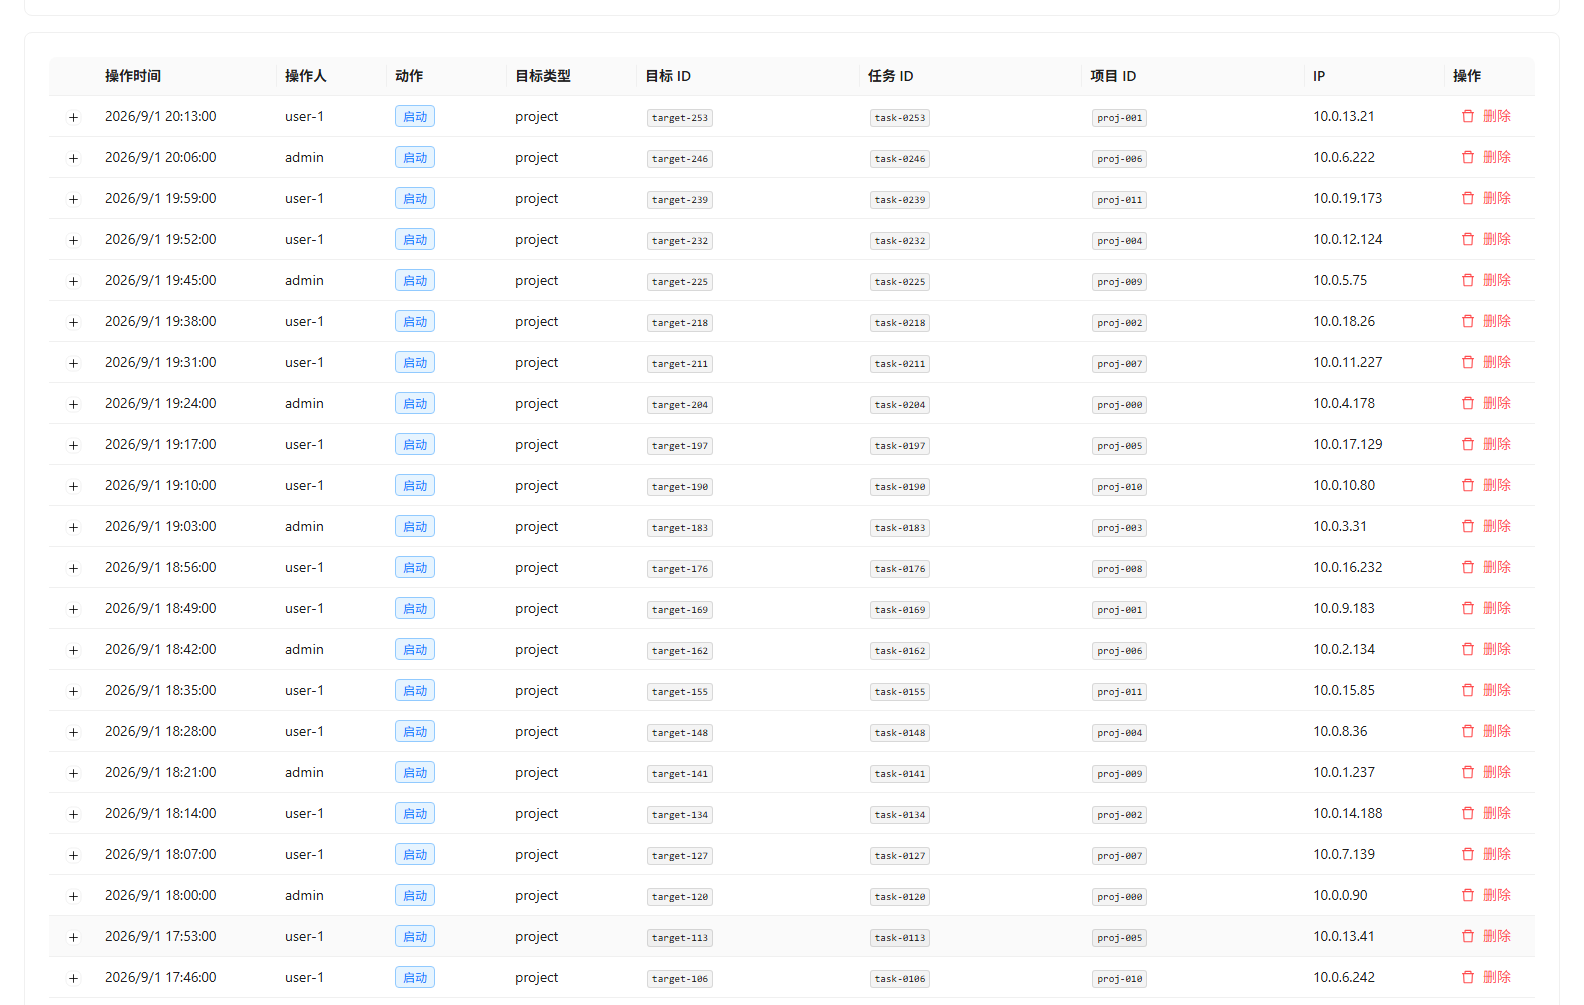 操作时间 操作人 动作 目标类型 目标 ID 任务 ID 项目 ID IP 操作
+ 2026/9/1 20:13:00 user-1 启动 project target-253 task-0253 proj-001 10.0.13.21 删除
+ 2026/9/1 20:06:00 admin 启动 project target-246 task-0246 proj-006 10.0.6.222 删除
+ 2026/9/1 19:59:00 user-1 启动 project target-239 task-0239 proj-011 10.0.19.173 删除
+ 2026/9/1 19:52:00 user-1 启动 project target-232 task-0232 proj-004 10.0.12.124 删除
+ 2026/9/1 19:45:00 admin 启动 project target-225 task-0225 proj-009 10.0.5.75 删除
+ 2026/9/1 19:38:00 user-1 启动 project target-218 task-0218 proj-002 10.0.18.26 删除
+ 2026/9/1 19:31:00 user-1 启动 project target-211 task-0211 proj-007 10.0.11.227 删除
+ 2026/9/1 19:24:00 admin 启动 project target-204 task-0204 proj-000 10.0.4.178 删除
+ 2026/9/1 19:17:00 user-1 启动 project target-197 task-0197 proj-005 10.0.17.129 删除
+ 2026/9/1 19:10:00 user-1 启动 project target-190 task-0190 proj-010 10.0.10.80 删除
+ 2026/9/1 19:03:00 admin 启动 project target-183 task-0183 proj-003 10.0.3.31 删除
+ 2026/9/1 18:56:00 user-1 启动 project target-176 task-0176 proj-008 10.0.16.232 删除
+ 2026/9/1 18:49:00 user-1 启动 project target-169 task-0169 proj-001 10.0.9.183 删除
+ 2026/9/1 18:42:00 admin 启动 project target-162 task-0162 proj-006 10.0.2.134 删除
+ 2026/9/1 18:35:00 user-1 启动 project target-155 task-0155 proj-011 10.0.15.85 删除
+ 2026/9/1 18:28:00 user-1 启动 project target-148 task-0148 proj-004 10.0.8.36 删除
+ 2026/9/1 18:21:00 admin 启动 project target-141 task-0141 proj-009 10.0.1.237 删除
+ 2026/9/1 18:14:00 user-1 启动 project target-134 task-0134 proj-002 10.0.14.188 删除
+ 2026/9/1 18:07:00 user-1 启动 project target-127 task-0127 proj-007 10.0.7.139 删除
+ 2026/9/1 18:00:00 admin 启动 project target-120 task-0120 proj-000 10.0.0.90 删除
+ 2026/9/1 17:53:00 user-1 启动 project target-113 task-0113 proj-005 10.0.13.41 删除
+ 2026/9/1 17:46:00 user-1 启动 project target-106 task-0106 proj-010 10.0.6.242 删除